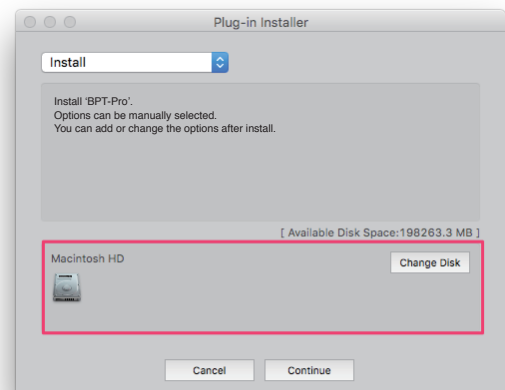 Plug-in Installer
Install
Install ‘BPT-Pro’.
Options can be manually selected.
You can add or change the options after install.
[ Available Disk Space:198263.3 MB ]
Macintosh HD
Change Disk
Cancel
Continue